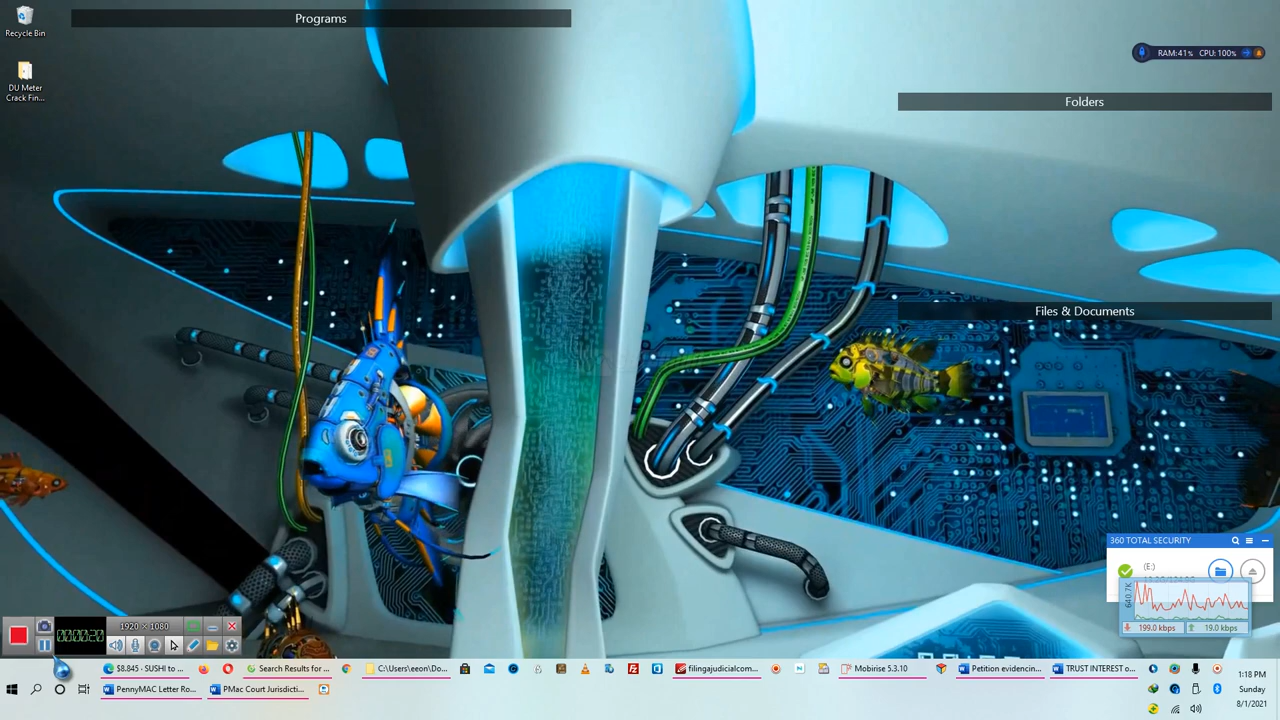 Programs
Recycle Bin
DU Meter
Crack Fin...
RAM:41% CPU: 100%
Folders
Files & Documents
360 TOTAL SECURITY
(E:)
640.7K
199.0 kbps
19.0 kbps
1920 × 1080
000020
$8.845 - SUSHI to ...
Search Results for ...
C:\Users\eeon\Do...
filingajudicialcom...
Mobirise 5.3.10
Petition evidencin...
TRUST INTEREST o...
PennyMAC Letter Ro...
PMac Court Jurisdicti...
1:18 PM
Sunday
8/1/2021